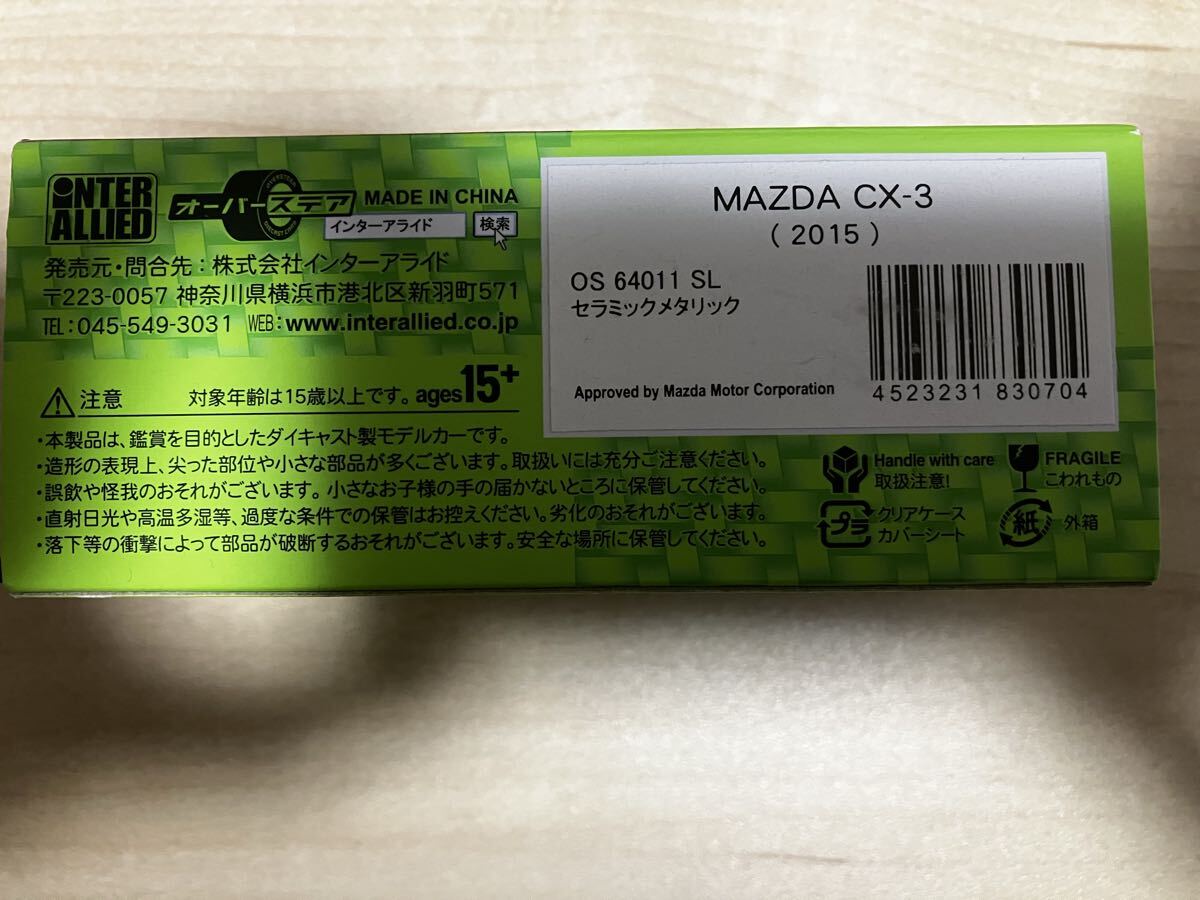 iNTER
ALLIED
オーバーステア
MADE IN CHINA
インターアライド
検索
発売元・問合先：株式会社インターアライド
〒223-0057 神奈川県横浜市港北区新羽町571
TEL:045-549-3031 WEB:www.interallied.co.jp
注意 対象年齢は15歳以上です。ages15+
・本製品は、鑑賞を目的としたダイキャスト製モデルカーです。
・造形の表現上、尖った部位や小さな部品が多くございます。取扱いには充分ご注意ください。
・誤飲や怪我のおそれがございます。小さなお子様の手の届かないところに保管してください。
・直射日光や高温多湿等、過度な条件での保管はお控えください。劣化のおそれがございます。
・落下等の衝撃によって部品が破断するおそれがございます。安全な場所に保管してください。
MAZDA CX-3
( 2015 )
OS 64011 SL
セラミックメタリック
Approved by Mazda Motor Corporation
4523231 830704
Handle with care
取扱注意!
FRAGILE
こわれもの
プラ
クリアケース
カバーシート
紙
外箱